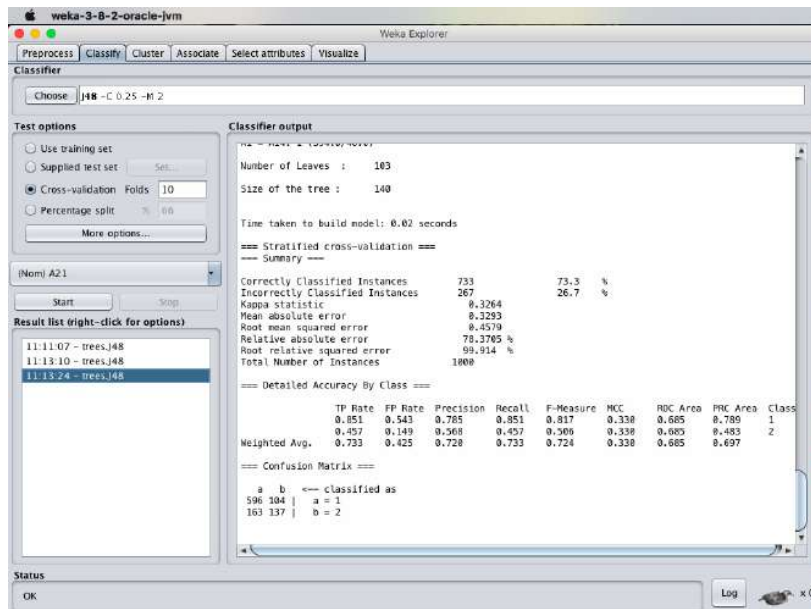 weka-3-8-2-oracle-jvm
Weka Explorer
Preprocess Classify Cluster Associate Select attributes Visualize
Classifier
Choose J48 -C 0.25 -M 2
Test options
Use training set
Supplied test set Set...
Cross-validation Folds 10
Percentage split % 66
More options...
(Nom) A21
Start Stop
Result list (right-click for options)
11:11:07 - trees.J48
11:13:10 - trees.J48
11:13:24 - trees.J48
Classifier output
Number of Leaves : 103
Size of the tree : 140
Time taken to build model: 0.02 seconds
=== Stratified cross-validation ===
=== Summary ===
Correctly Classified Instances 733 73.3 %
Incorrectly Classified Instances 267 26.7 %
Kappa statistic 0.3264
Mean absolute error 0.3293
Root mean squared error 0.4579
Relative absolute error 78.3705 %
Root relative squared error 99.914 %
Total Number of Instances 1000
=== Detailed Accuracy By Class ===
TP Rate FP Rate Precision Recall F-Measure MCC ROC Area PRC Area Class
0.851 0.543 0.785 0.851 0.817 0.330 0.685 0.789 1
0.457 0.149 0.568 0.457 0.506 0.330 0.685 0.483 2
Weighted Avg. 0.733 0.425 0.720 0.733 0.724 0.330 0.685 0.697
=== Confusion Matrix ===
a b <-- classified as
596 104 | a = 1
163 137 | b = 2
Status
OK
Log